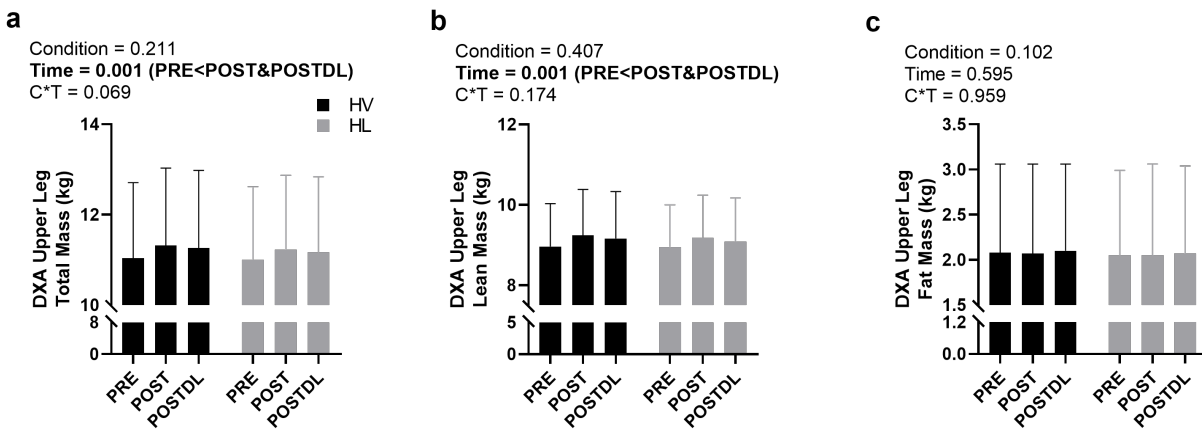 a
Condition = 0.211
Time = 0.001 (PRE<POST&POSTDL)
C*T = 0.069
HV
HL
DXA Upper Leg
Total Mass (kg)
14
12
10
8
0
PRE
POST
POSTDL
PRE
POST
POSTDL
b
Condition = 0.407
Time = 0.001 (PRE<POST&POSTDL)
C*T = 0.174
DXA Upper Leg
Lean Mass (kg)
12
10
8
5
0
PRE
POST
POSTDL
PRE
POST
POSTDL
c
Condition = 0.102
Time = 0.595
C*T = 0.959
DXA Upper Leg
Fat Mass (kg)
3.5
3.0
2.5
2.0
1.5
1.2
0.0
PRE
POST
POSTDL
PRE
POST
POSTDL